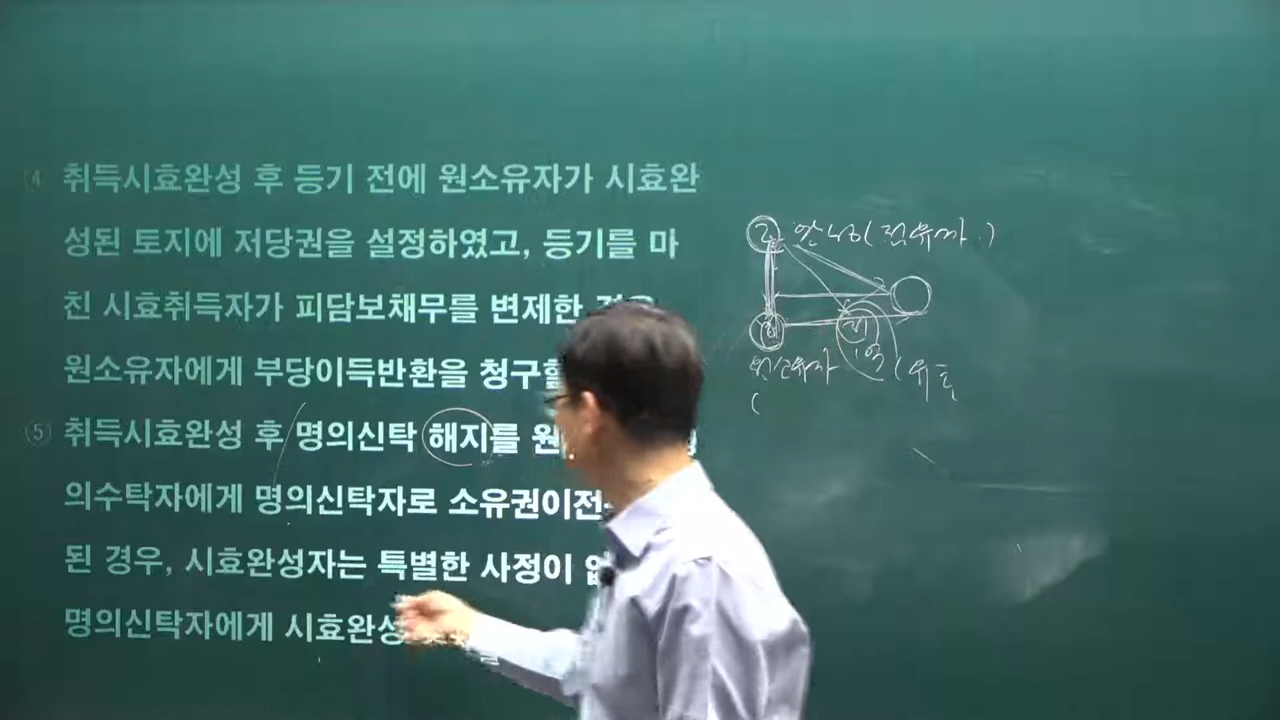 (4 취득시효완성 후 등기 전에 원소유자가 시효완
성된 토지에 저당권을 설정하였고, 등기를 마
친 시효취득자가 피담보채무를 변제한
원소유자에게 부당이득반환을 청구할
(5) 취득시효완성 후 명의신탁 해지를 원
의수탁자에게 명의신탁자로 소유권이전
된 경우, 시효완성자는 특별한 사정이 없
명의신탁자에게 시효완성
원소유자